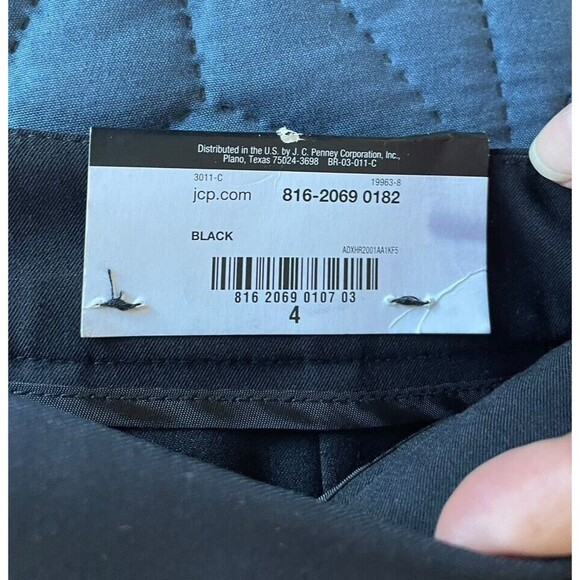 Distributed in the U.S. by J. C. Penney Corporation, Inc.,
Plano, Texas 75024-3698 BR-03-011-C
3011-C 19963-8
jcp.com 816-2069 0182
BLACK
ADXHR2001AA1KF5
816 2069 0107 03
4